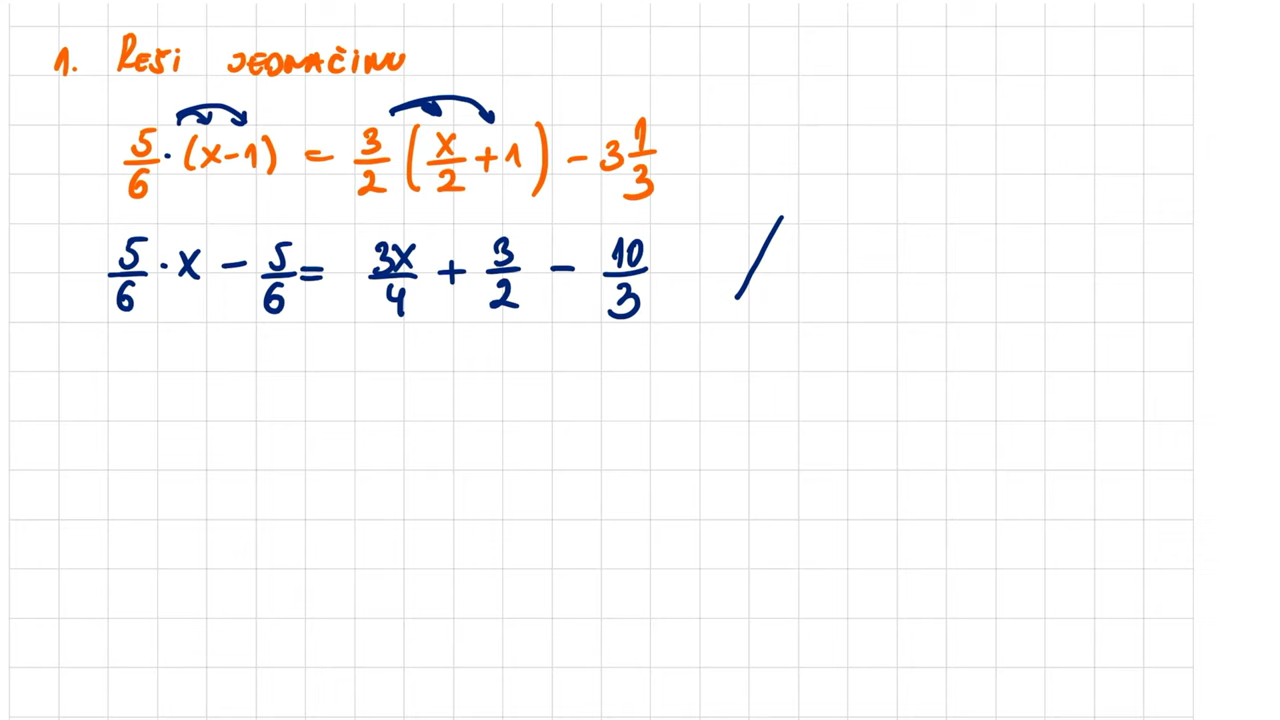 1. REŠI JEDNAČINU
5/6 · (x-1) = 3/2 (x/2 + 1) - 3 1/3
5/6 · x - 5/6 = 3x/4 + 3/2 - 10/3 /